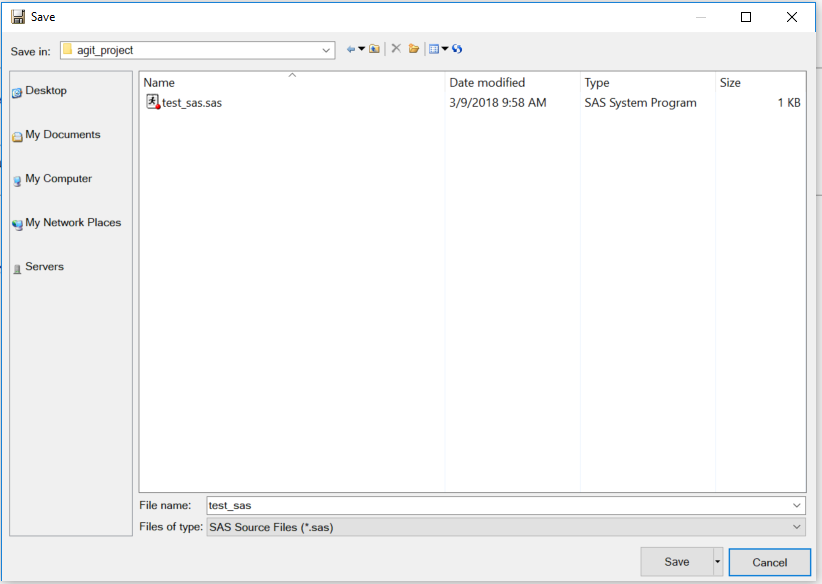 Save
Save in: agit_project
Desktop
My Documents
My Computer
My Network Places
Servers
Name Date modified Type Size
test_sas.sas 3/9/2018 9:58 AM SAS System Program 1 KB
File name: test_sas
Files of type: SAS Source Files (*.sas)
Save Cancel